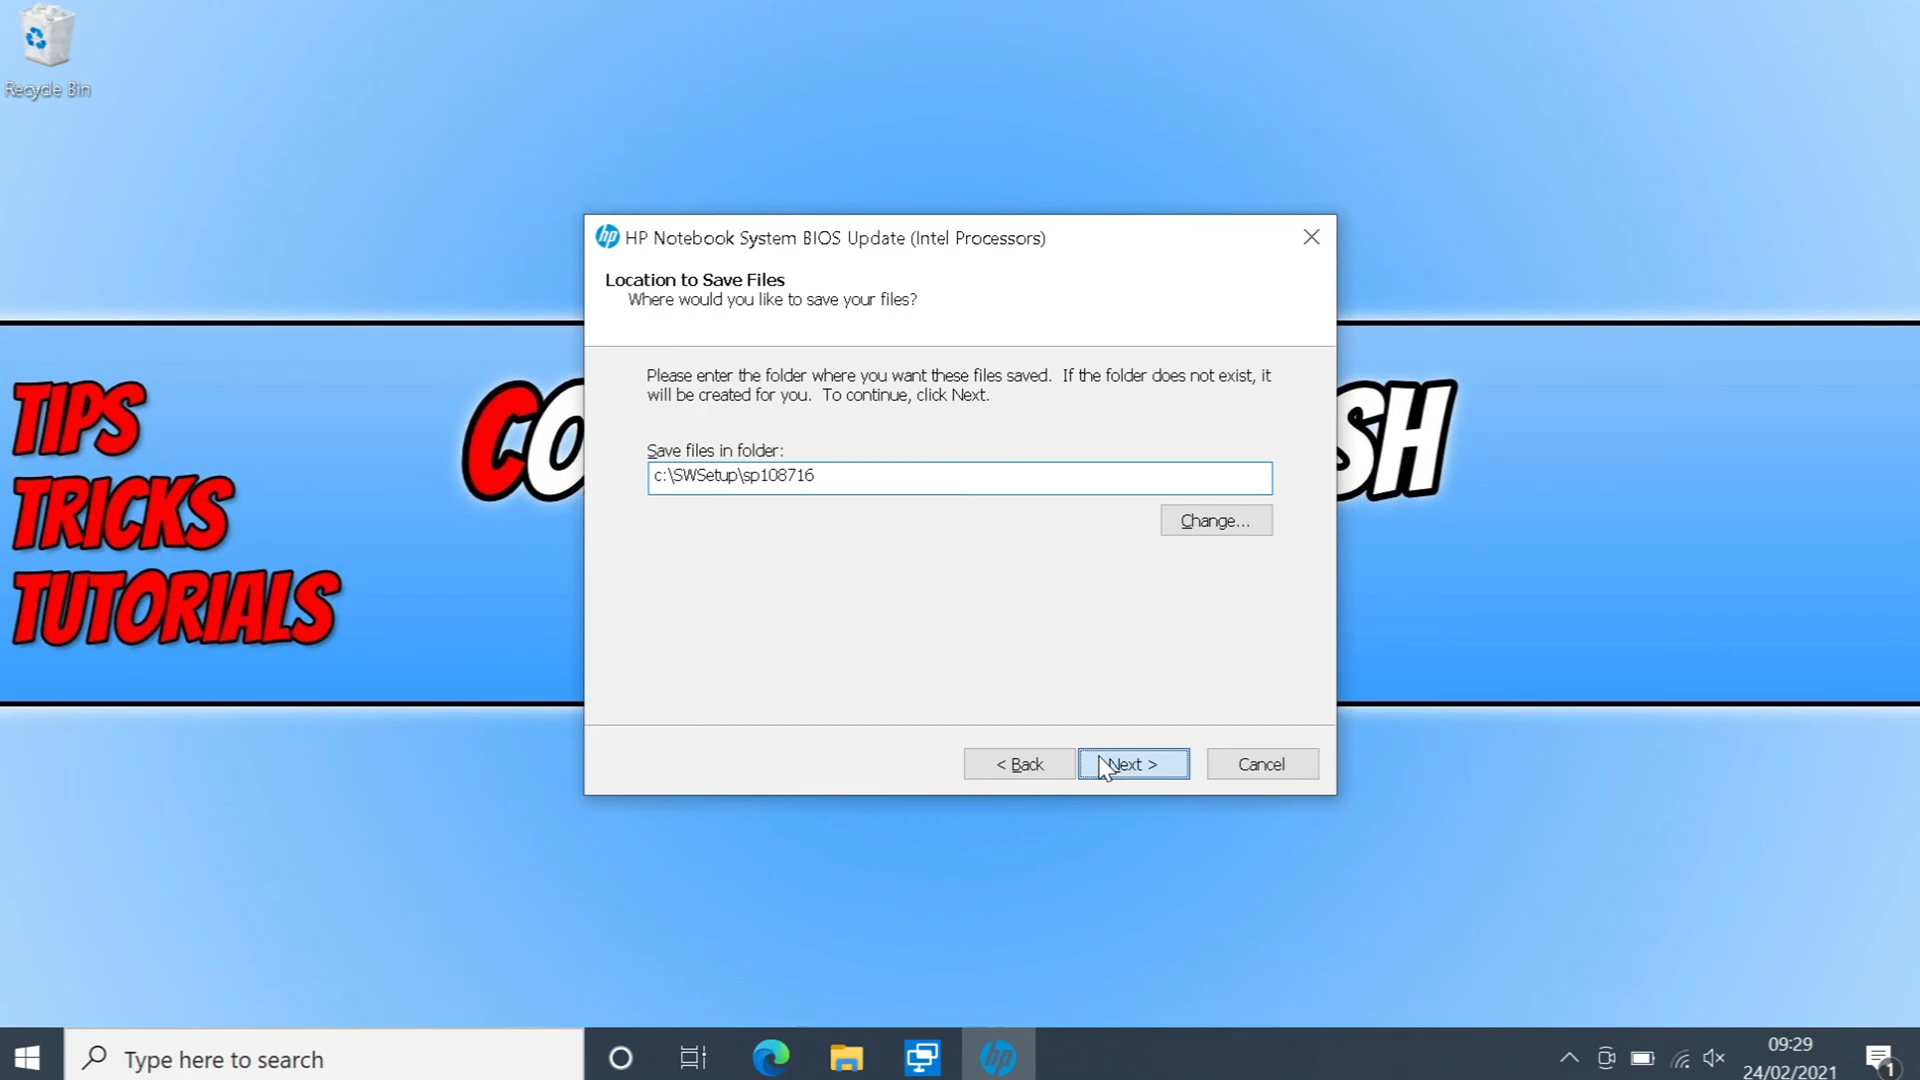 Recycle Bin
hp HP Notebook System BIOS Update (Intel Processors)
Location to Save Files
Where would you like to save your files?
Please enter the folder where you want these files saved. If the folder does not exist, it
will be created for you. To continue, click Next.
Save files in folder:
c:\SWSetup\sp108716
Change...
< Back
Next >
Cancel
TIPS
TRICKS
TUTORIALS
CO
SH
Type here to search
hp
09:29
24/02/2021
1